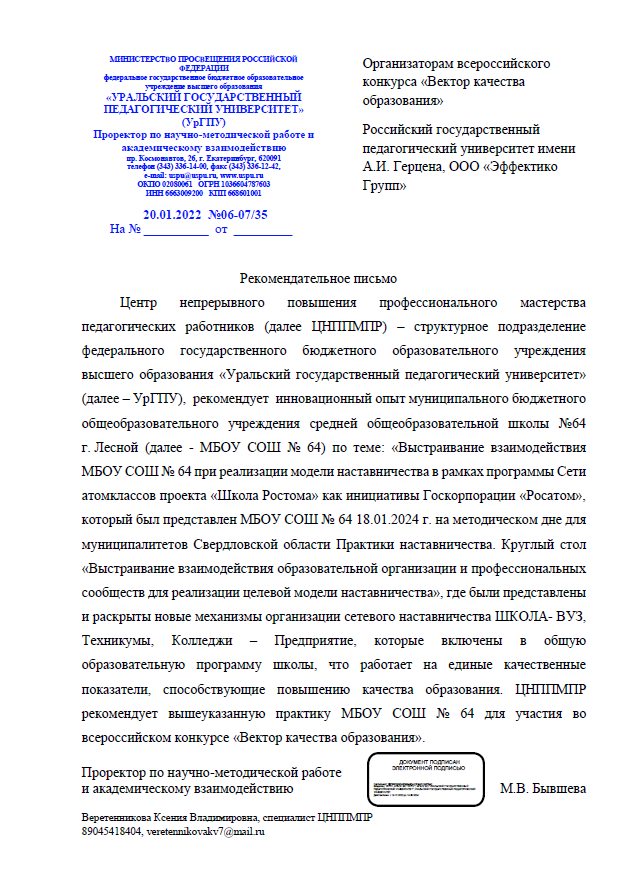 МИНИСТЕРСТВО ПРОСВЕЩЕНИЯ РОССИЙСКОЙ
ФЕДЕРАЦИИ
федеральное государственное бюджетное образовательное
учреждение высшего образования
«УРАЛЬСКИЙ ГОСУДАРСТВЕННЫЙ
ПЕДАГОГИЧЕСКИЙ УНИВЕРСИТЕТ»
(УрГПУ)
Проректор по научно-методической работе и
академическому взаимодействию
пр. Космонавтов, 26, г. Екатеринбург, 620091
телефон (343) 336-14-00, факс (343) 336-12-42,
e-mail: uspu@uspu.ru, www.uspu.ru
ОКПО 02080061 ОГРН 1036604787603
ИНН 6663009200 КПП 668601001
20.01.2022 №06-07/35
На № __________ от _________
Организаторам всероссийского
конкурса «Вектор качества
образования»
Российский государственный
педагогический университет имени
А.И. Герцена, ООО «Эффектико
Групп»
Рекомендательное письмо
Центр непрерывного повышения профессионального мастерства
педагогических работников (далее ЦНППМПР) – структурное подразделение
федерального государственного бюджетного образовательного учреждения
высшего образования «Уральский государственный педагогический университет»
(далее – УрГПУ), рекомендует инновационный опыт муниципального бюджетного
общеобразовательного учреждения средней общеобразовательной школы №64
г. Лесной (далее - МБОУ СОШ № 64) по теме: «Выстраивание взаимодействия
МБОУ СОШ № 64 при реализации модели наставничества в рамках программы Сети
атомклассов проекта «Школа Ростома» как инициативы Госкорпорации «Росатом»,
который был представлен МБОУ СОШ № 64 18.01.2024 г. на методическом дне для
муниципалитетов Свердловской области Практики наставничества. Круглый стол
«Выстраивание взаимодействия образовательной организации и профессиональных
сообществ для реализации целевой модели наставничества», где были представлены
и раскрыты новые механизмы организации сетевого наставничества ШКОЛА- ВУЗ,
Техникумы, Колледжи – Предприятие, которые включены в общую
образовательную программу школы, что работает на единые качественные
показатели, способствующие повышению качества образования. ЦНППМПР
рекомендует вышеуказанную практику МБОУ СОШ № 64 для участия во
всероссийском конкурсе «Вектор качества образования».
Проректор по научно-методической работе
и академическому взаимодействию
ДОКУМЕНТ ПОДПИСАН
ЭЛЕКТРОННОЙ ПОДПИСЬЮ
М.В. Бывшева
Веретенникова Ксения Владимировна, специалист ЦНППМПР
89045418404, veretennikovakv7@mail.ru